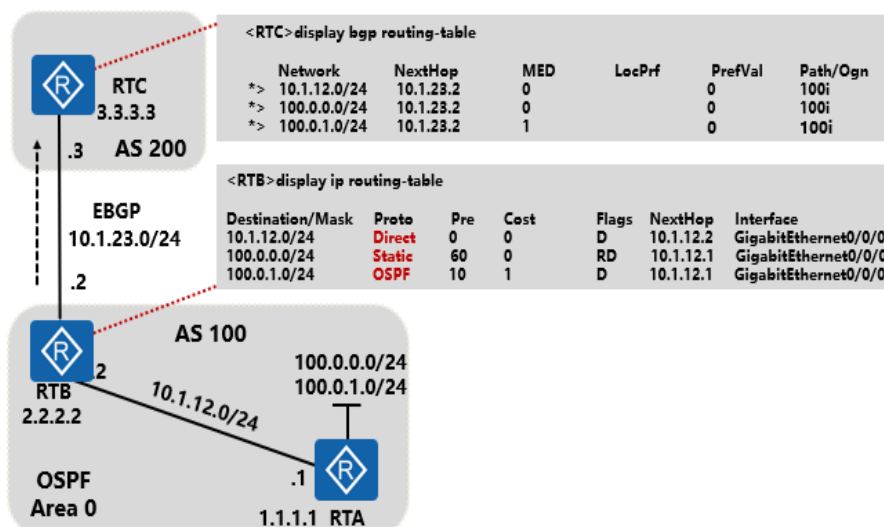 <RTC>display bgp routing-table
Network NextHop MED LocPrf PrefVal Path/Ogn
*> 10.1.12.0/24 10.1.23.2 0 0 100i
*> 100.0.0.0/24 10.1.23.2 0 0 100i
*> 100.0.1.0/24 10.1.23.2 1 0 100i
R
RTC
3.3.3.3
.3
AS 200
EBGP
10.1.23.0/24
.2
<RTB>display ip routing-table
Destination/Mask Proto Pre Cost Flags NextHop Interface
10.1.12.0/24 Direct 0 0 D 10.1.12.2 GigabitEthernet0/0/0
100.0.0.0/24 Static 60 0 RD 10.1.12.1 GigabitEthernet0/0/0
100.0.1.0/24 OSPF 10 1 D 10.1.12.1 GigabitEthernet0/0/0
AS 100
R
.2
RTB
2.2.2.2
10.1.12.0/24
100.0.0.0/24
100.0.1.0/24
R
.1
OSPF
Area 0
1.1.1.1 RTA